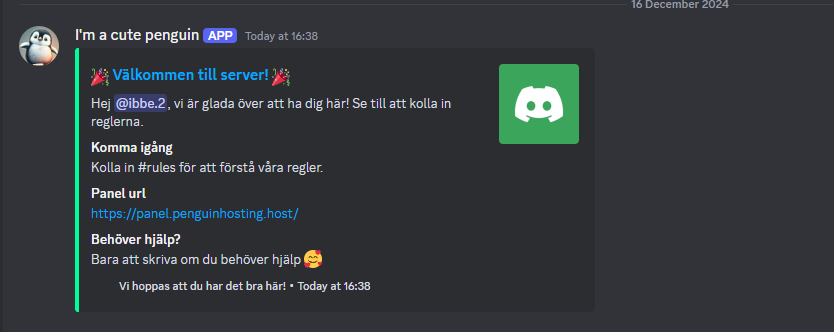 16 December 2024
I'm a cute penguin APP Today at 16:38
🎉 Välkommen till server! 🎉
Hej @ibbe.2, vi är glada över att ha dig här! Se till att kolla in
reglerna.
Komma igång
Kolla in #rules för att förstå våra regler.
Panel url
https://panel.penguinhosting.host/
Behöver hjälp?
Bara att skriva om du behöver hjälp 🥰
Vi hoppas att du har det bra här! • Today at 16:38